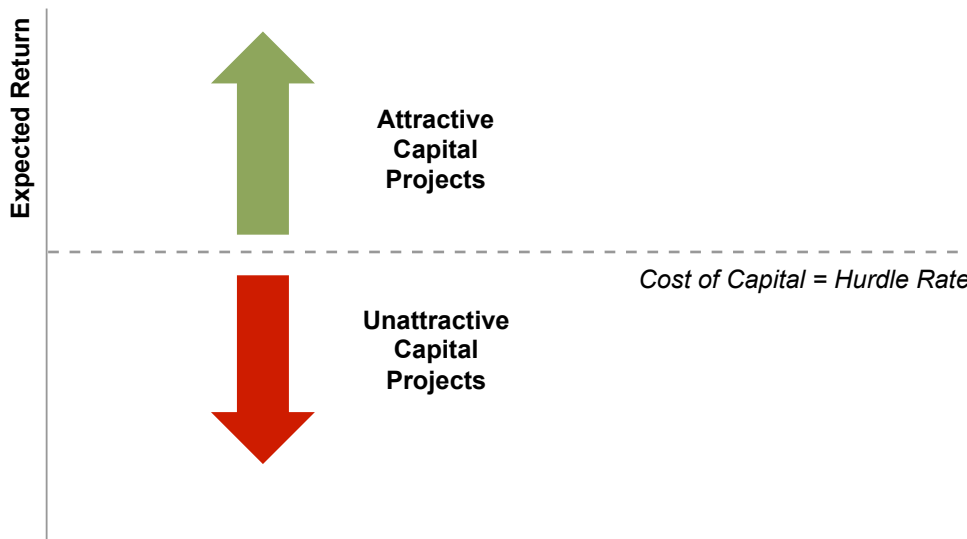 Expected Return
Attractive
Capital
Projects
Cost of Capital = Hurdle Rate
Unattractive
Capital
Projects